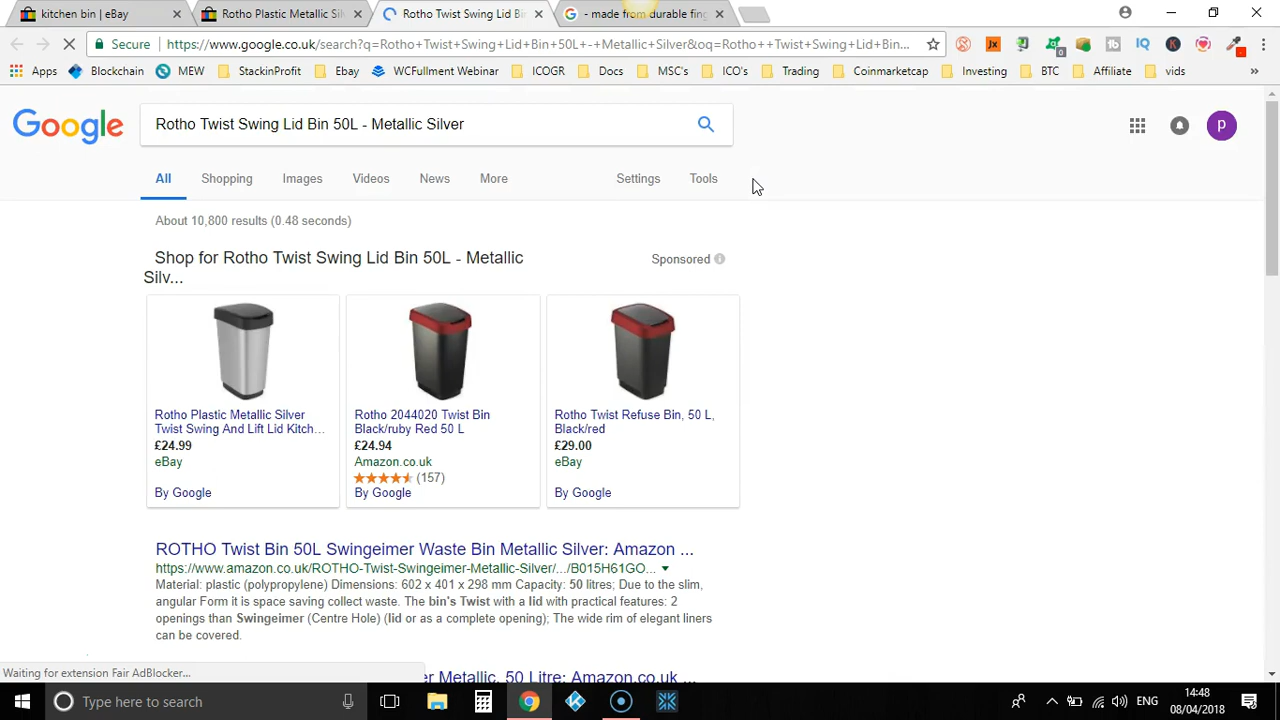 kitchen bin | eBay
Rotho Plastic Metallic Sil
Rotho Twist Swing Lid Bi
- made from durable fing
Secure
https://www.google.co.uk/search?q=Rotho+Twist+Swing+Lid+Bin+50L+-+Metallic+Silver&oq=Rotho++Twist+Swing+Lid+Bin...
Apps
Blockchain
MEW
StackinProfit
Ebay
WCFullment Webinar
ICOGR
Docs
MSC's
ICO's
Trading
Coinmarketcap
Investing
BTC
Affiliate
vids
Google
Rotho Twist Swing Lid Bin 50L - Metallic Silver
p
All
Shopping
Images
Videos
News
More
Settings
Tools
About 10,800 results (0.48 seconds)
Shop for Rotho Twist Swing Lid Bin 50L - Metallic
Silv...
Sponsored
Rotho Plastic Metallic Silver
Twist Swing And Lift Lid Kitch...
£24.99
eBay
By Google
Rotho 2044020 Twist Bin
Black/ruby Red 50 L
£24.94
Amazon.co.uk
(157)
By Google
Rotho Twist Refuse Bin, 50 L,
Black/red
£29.00
eBay
By Google
ROTHO Twist Bin 50L Swingeimer Waste Bin Metallic Silver: Amazon ...
https://www.amazon.co.uk/ROTHO-Twist-Swingeimer-Metallic-Silver/.../B015H61GO...
Material: plastic (polypropylene) Dimensions: 602 x 401 x 298 mm Capacity: 50 litres; Due to the slim,
angular Form it is space saving collect waste. The bin's Twist with a lid with practical features: 2
openings than Swingeimer (Centre Hole) (lid or as a complete opening); The wide rim of elegant liners
can be covered.
er Metallic, 50 Litre: Amazon.co.uk ...
Waiting for extension Fair AdBlocker...
Type here to search
ENG
14:48
08/04/2018